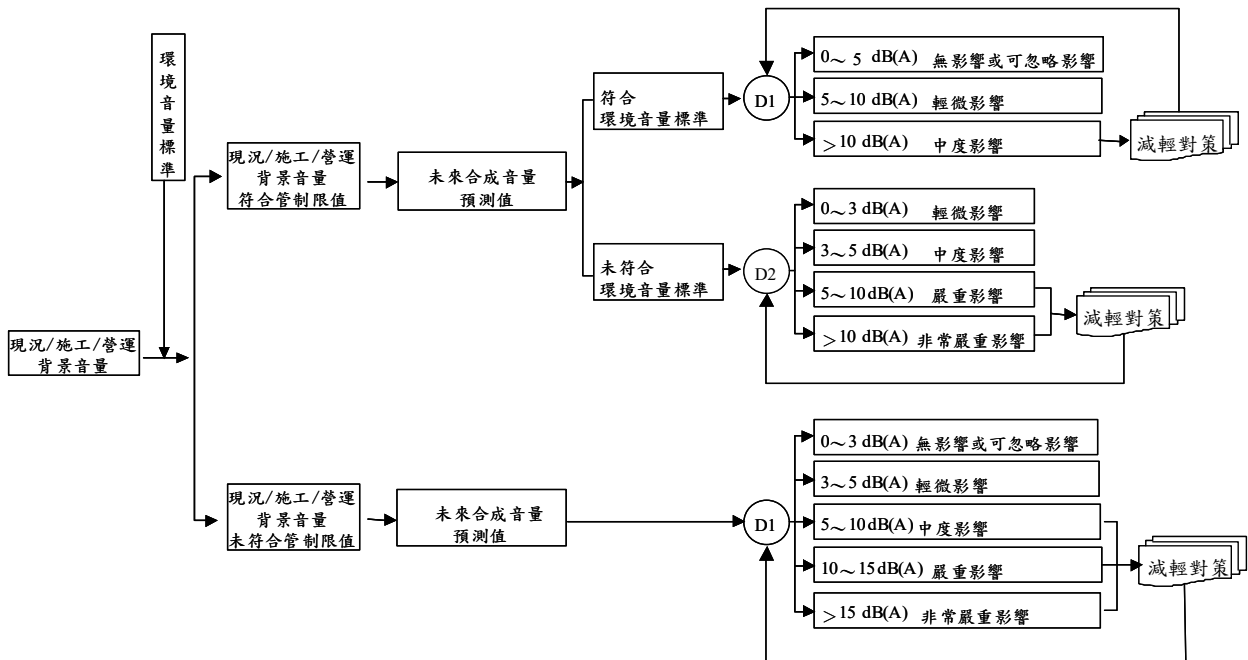 環境音量標準
現況/施工/營運
背景音量
現況/施工/營運
背景音量
符合管制限值
未來合成音量
預測值
符合
環境音量標準
D1
0～ 5 dB(A) 無影響或可忽略影響
5～10 dB(A) 輕微影響
＞10 dB(A) 中度影響
減輕對策
未符合
環境音量標準
D2
0～3 dB(A) 輕微影響
3～5 dB(A) 中度影響
5～10 dB(A) 嚴重影響
＞10 dB(A) 非常嚴重影響
減輕對策
現況/施工/營運
背景音量
未符合管制限值
未來合成音量
預測值
D1
0～3 dB(A) 無影響或可忽略影響
3～5 dB(A) 輕微影響
5～10 dB(A) 中度影響
10～15 dB(A) 嚴重影響
＞15 dB(A) 非常嚴重影響
減輕對策